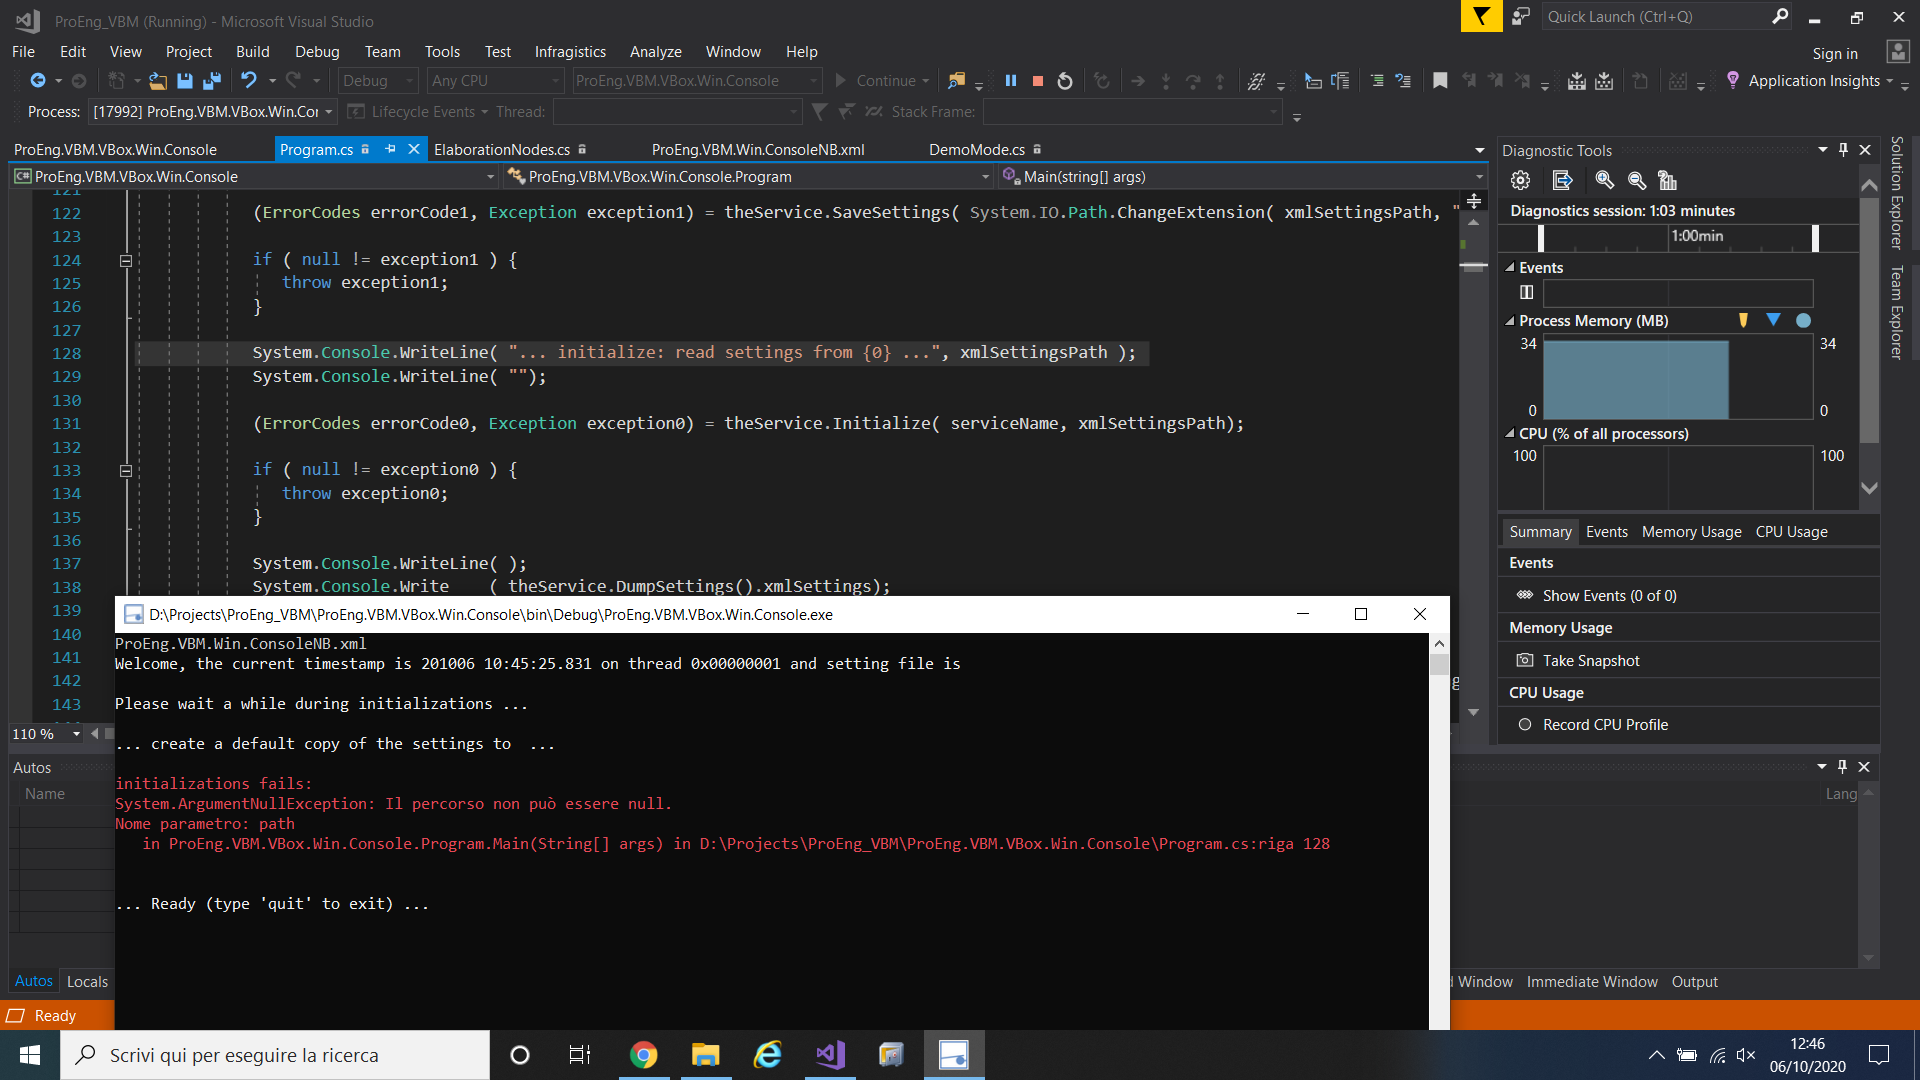 ProEng_VBM (Running) - Microsoft Visual Studio
Quick Launch (Ctrl+Q)
File Edit View Project Build Debug Team Tools Test Infragistics Analyze Window Help
Sign in
Debug Any CPU ProEng.VBM.VBox.Win.Console Continue Application Insights
Process: [17992] ProEng.VBM.VBox.Win.Cor Lifecycle Events Thread: Stack Frame:
ProEng.VBM.VBox.Win.Console Program.cs ElaborationNodes.cs ProEng.VBM.Win.ConsoleNB.xml DemoMode.cs
C# ProEng.VBM.VBox.Win.Console ProEng.VBM.VBox.Win.Console.Program Main(string[] args)
121
122 (ErrorCodes errorCode1, Exception exception1) = theService.SaveSettings( System.IO.Path.ChangeExtension( xmlSettingsPath, "
123
124 if ( null != exception1 ) {
125 throw exception1;
126 }
127
128 System.Console.WriteLine( "... initialize: read settings from {0} ...", xmlSettingsPath );
129 System.Console.WriteLine( "");
130
131 (ErrorCodes errorCode0, Exception exception0) = theService.Initialize( serviceName, xmlSettingsPath);
132
133 if ( null != exception0 ) {
134 throw exception0;
135 }
136
137 System.Console.WriteLine( );
138 System.Console.Write ( theService.DumpSettings().xmlSettings);
139
140
141
142
143
110 %
Autos
Name
Autos Locals
Ready
D:\Projects\ProEng_VBM\ProEng.VBM.VBox.Win.Console\bin\Debug\ProEng.VBM.VBox.Win.Console.exe
ProEng.VBM.Win.ConsoleNB.xml
Welcome, the current timestamp is 201006 10:45:25.831 on thread 0x00000001 and setting file is
Please wait a while during initializations ...
... create a default copy of the settings to  ...
initializations fails:
System.ArgumentNullException: Il percorso non può essere null.
Nome parametro: path
in ProEng.VBM.VBox.Win.Console.Program.Main(String[] args) in D:\Projects\ProEng_VBM\ProEng.VBM.VBox.Win.Console\Program.cs:riga 128
... Ready (type 'quit' to exit) ...
Diagnostic Tools
Diagnostics session: 1:03 minutes
1:00min
Events
Process Memory (MB)
34 34
0 0
CPU (% of all processors)
100 100
Summary Events Memory Usage CPU Usage
Events
Show Events (0 of 0)
Memory Usage
Take Snapshot
CPU Usage
Record CPU Profile
Lang
Window Immediate Window Output
Solution Explorer
Team Explorer
Scrivi qui per eseguire la ricerca
12:46
06/10/2020